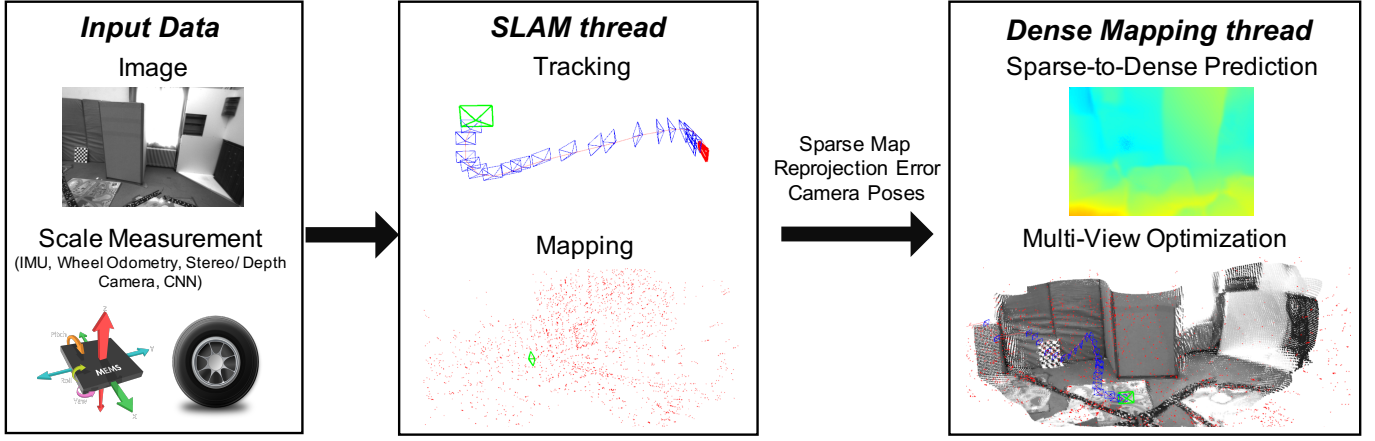 Input Data
Image
Scale Measurement
(IMU, Wheel Odometry, Stereo/ Depth
Camera, CNN)
Z
Y
MEMS
X
SLAM thread
Tracking
Mapping
Sparse Map
Reprojection Error
Camera Poses
Dense Mapping thread
Sparse-to-Dense Prediction
Multi-View Optimization